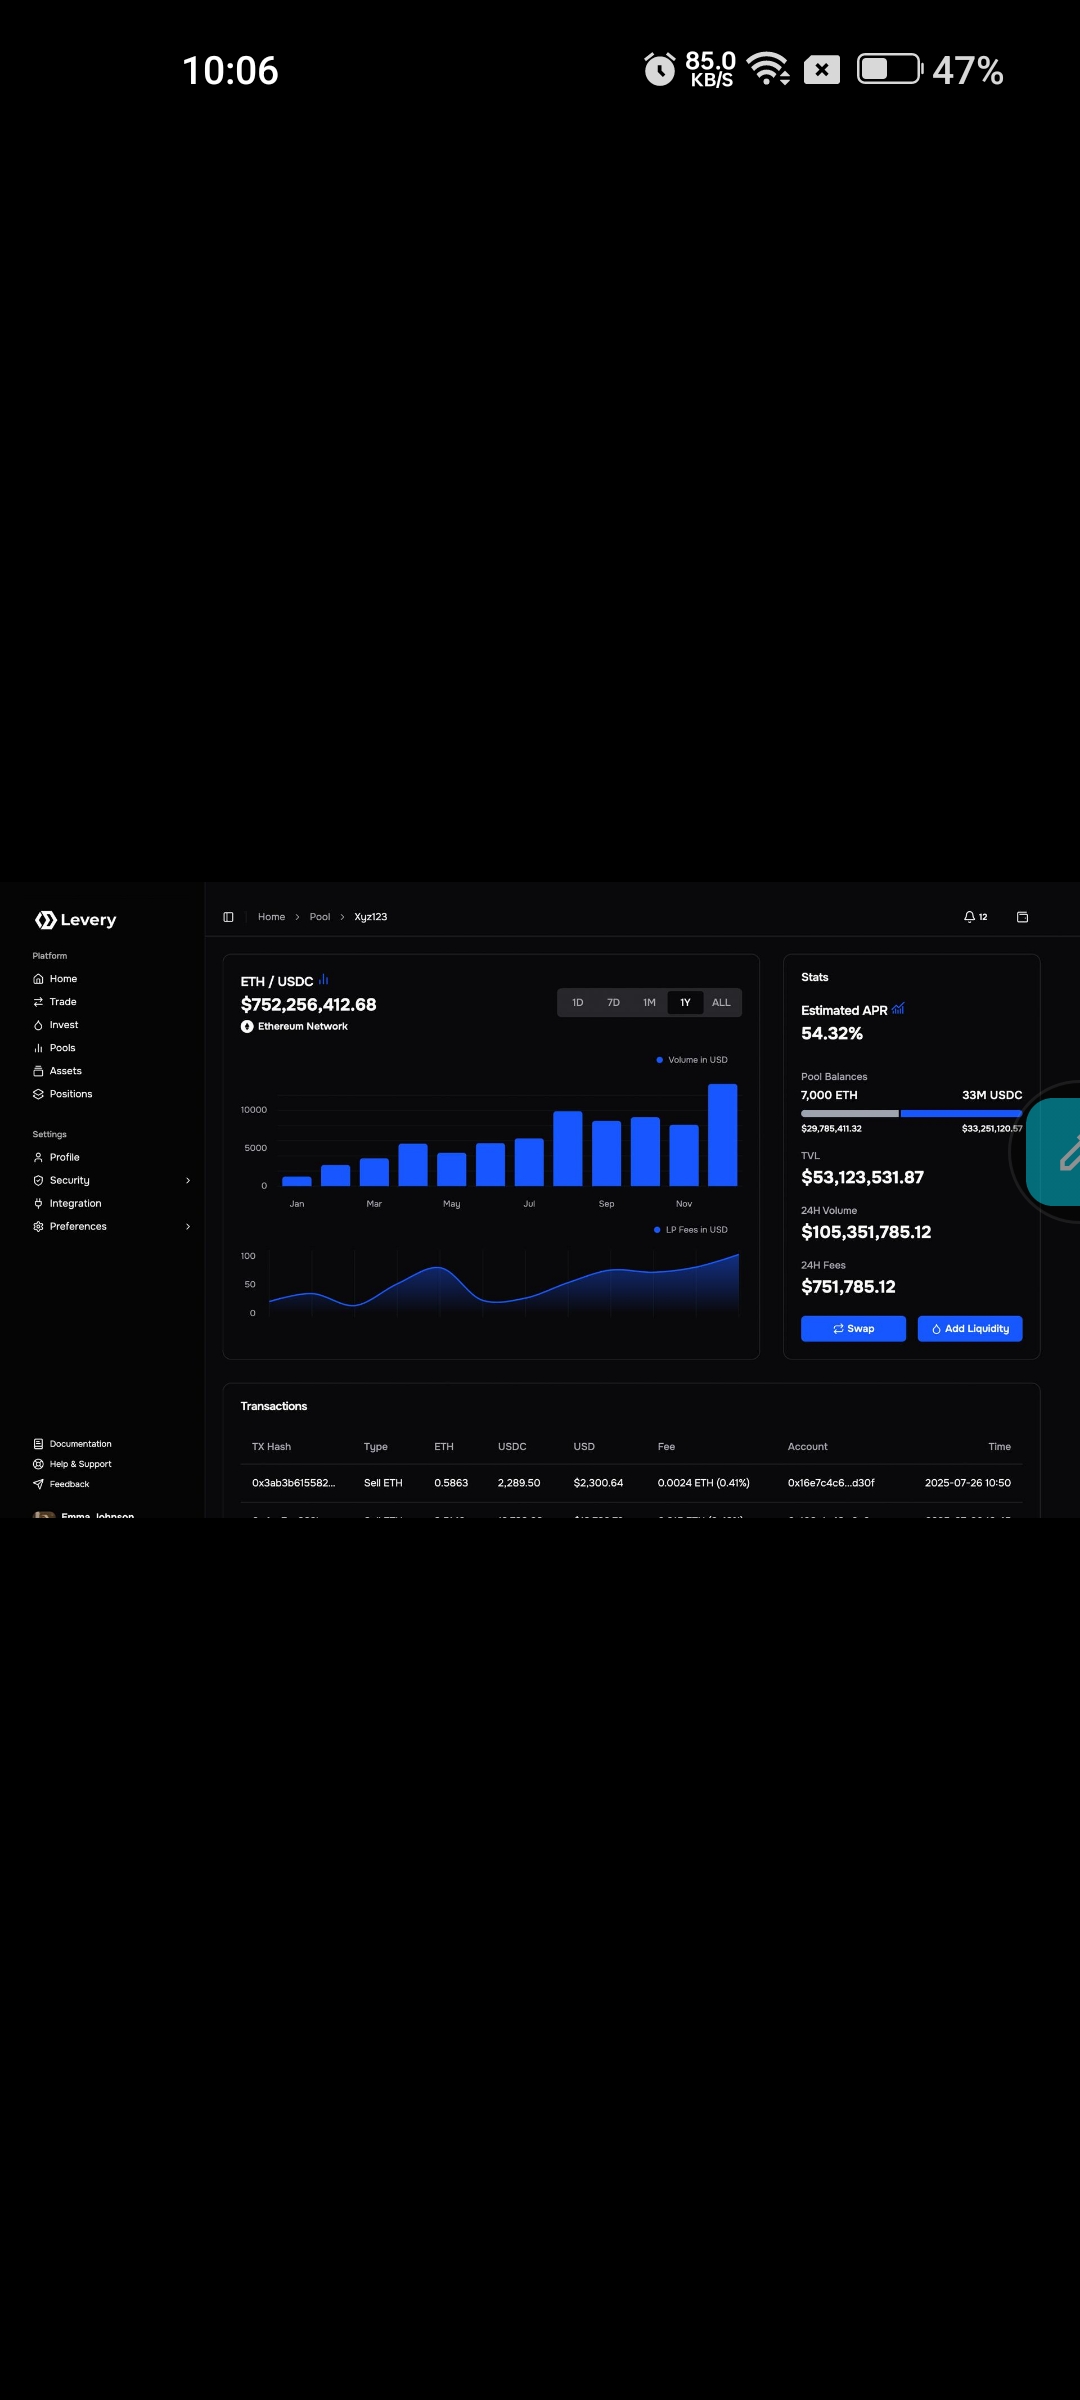 10:06
85.0
KB/S
47%
Levery
Platform
Home
Trade
Invest
Pools
Assets
Positions
Settings
Profile
Security
Integration
Preferences
Documentation
Help & Support
Feedback
Emma Johnson
Home > Pool > Xyz123
12
ETH / USDC
$752,256,412.68
Ethereum Network
1D 7D 1M 1Y ALL
Volume in USD
10000
5000
0
Jan Mar May Jul Sep Nov
LP Fees in USD
100
50
0
Stats
Estimated APR
54.32%
Pool Balances
7,000 ETH 33M USDC
$29,785,411.32 $33,251,120.57
TVL
$53,123,531.87
24H Volume
$105,351,785.12
24H Fees
$751,785.12
Swap Add Liquidity
Transactions
TX Hash Type ETH USDC USD Fee Account Time
0x3ab3b615582... Sell ETH 0.5863 2,289.50 $2,300.64 0.0024 ETH (0.41%) 0x16e7c4c6...d30f 2025-07-26 10:50